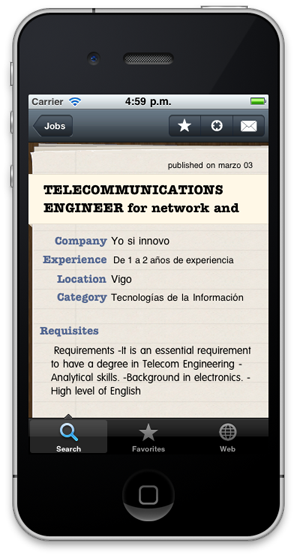 Carrier 4:59 p.m.
Jobs
published on marzo 03
TELECOMMUNICATIONS
ENGINEER for network and
Company Yo si innovo
Experience De 1 a 2 años de experiencia
Location Vigo
Category Tecnologías de la Información
Requisites
Requirements -It is an essential requirement
to have a degree in Telecom Engineering -
Analytical skills. -Background in electronics. -
High level of English
Search Favorites Web